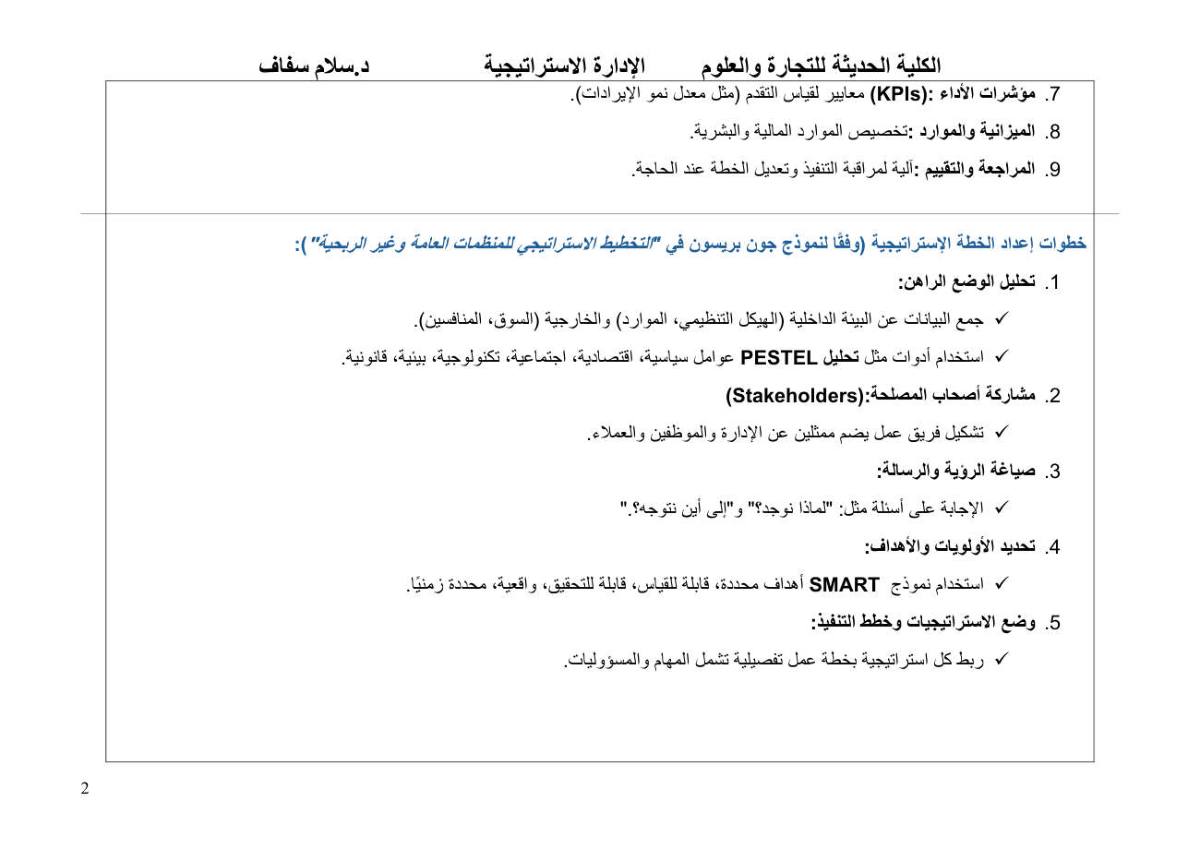 الكلية الحديثة للتجارة والعلوم الإدارة الاستراتيجية د.سلام سفاف
7. مؤشرات الأداء :(KPIs) معايير لقياس التقدم (مثل معدل نمو الإيرادات).
8. الميزانية والموارد :تخصيص الموارد المالية والبشرية.
9. المراجعة والتقييم :آلية لمراقبة التنفيذ وتعديل الخطة عند الحاجة.
خطوات إعداد الخطة الإستراتيجية (وفقًا لنموذج جون بريسون في "التخطيط الاستراتيجي للمنظمات العامة وغير الربحية"):
1. تحليل الوضع الراهن:
✓ جمع البيانات عن البيئة الداخلية (الهيكل التنظيمي، الموارد) والخارجية (السوق، المنافسين).
✓ استخدام أدوات مثل تحليل PESTEL عوامل سياسية، اقتصادية، اجتماعية، تكنولوجية، بيئية، قانونية.
2. مشاركة أصحاب المصلحة:(Stakeholders)
✓ تشكيل فريق عمل يضم ممثلين عن الإدارة والموظفين والعملاء.
3. صياغة الرؤية والرسالة:
✓ الإجابة على أسئلة مثل: "لماذا نوجد؟" و"إلى أين نتوجه؟."
4. تحديد الأولويات والأهداف:
✓ استخدام نموذج SMART أهداف محددة، قابلة للقياس، قابلة للتحقيق، واقعية، محددة زمنيًا.
5. وضع الاستراتيجيات وخطط التنفيذ:
✓ ربط كل استراتيجية بخطة عمل تفصيلية تشمل المهام والمسؤوليات.
2